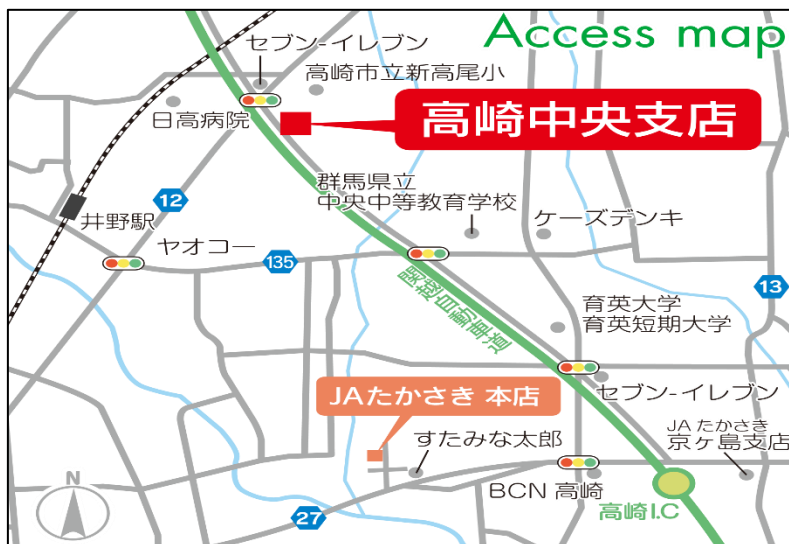 Access map
セブン-イレブン
高崎市立新高尾小
日高病院
高崎中央支店
群馬県立
中央中等教育学校
ケーズデンキ
12
井野駅
ヤオコー
135
関越自動車道
13
育英大学
育英短期大学
JAたかさき 本店
セブン-イレブン
すたみな太郎
JAたかさき
京ヶ島支店
BCN 高崎
高崎I.C
N
27